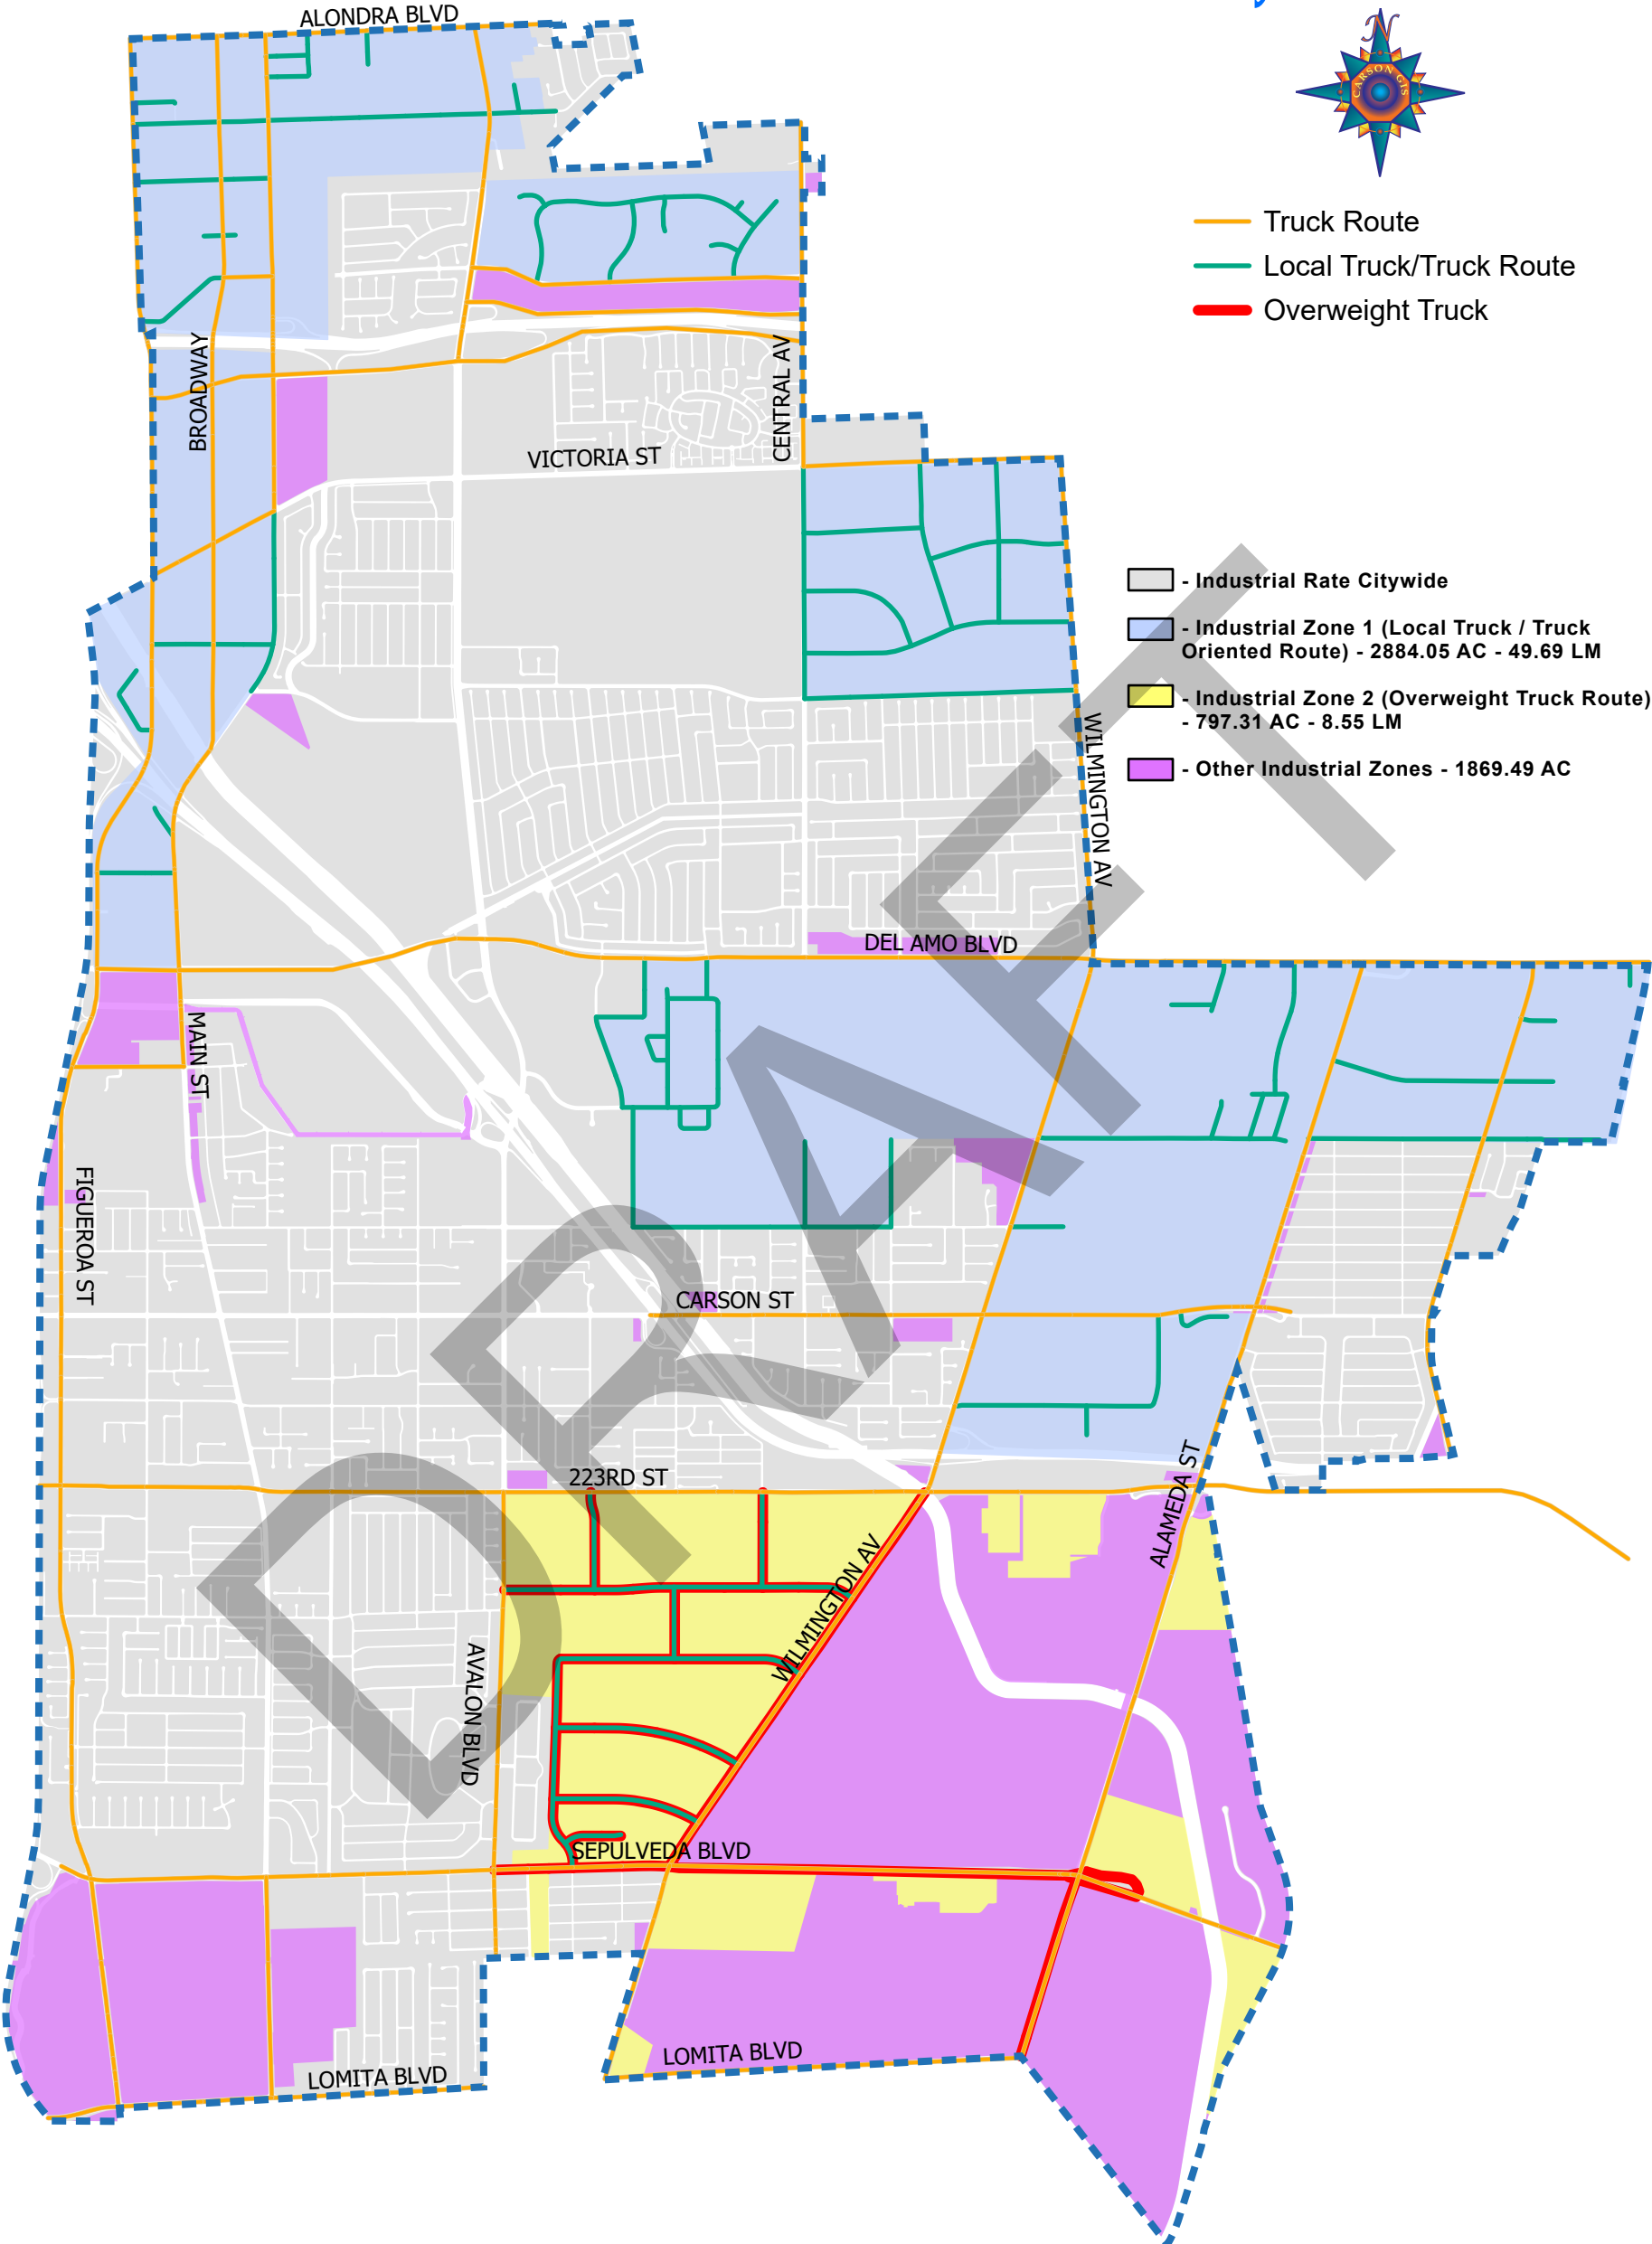 ALONDRA BLVD
N
CARSON GIS
Truck Route
Local Truck/Truck Route
Overweight Truck
BROADWAY
CENTRAL AV
VICTORIA ST
- Industrial Rate Citywide
- Industrial Zone 1 (Local Truck / Truck
Oriented Route) - 2884.05 AC - 49.69 LM
- Industrial Zone 2 (Overweight Truck Route)
- 797.31 AC - 8.55 LM
- Other Industrial Zones - 1869.49 AC
WILMINGTON AV
DEL AMO BLVD
MAIN ST
FIGUEROA ST
CARSON ST
DRAFT
223RD ST
ALAMEDA ST
WILMINGTON AV
AVALON BLVD
SEPULVEDA BLVD
LOMITA BLVD
LOMITA BLVD